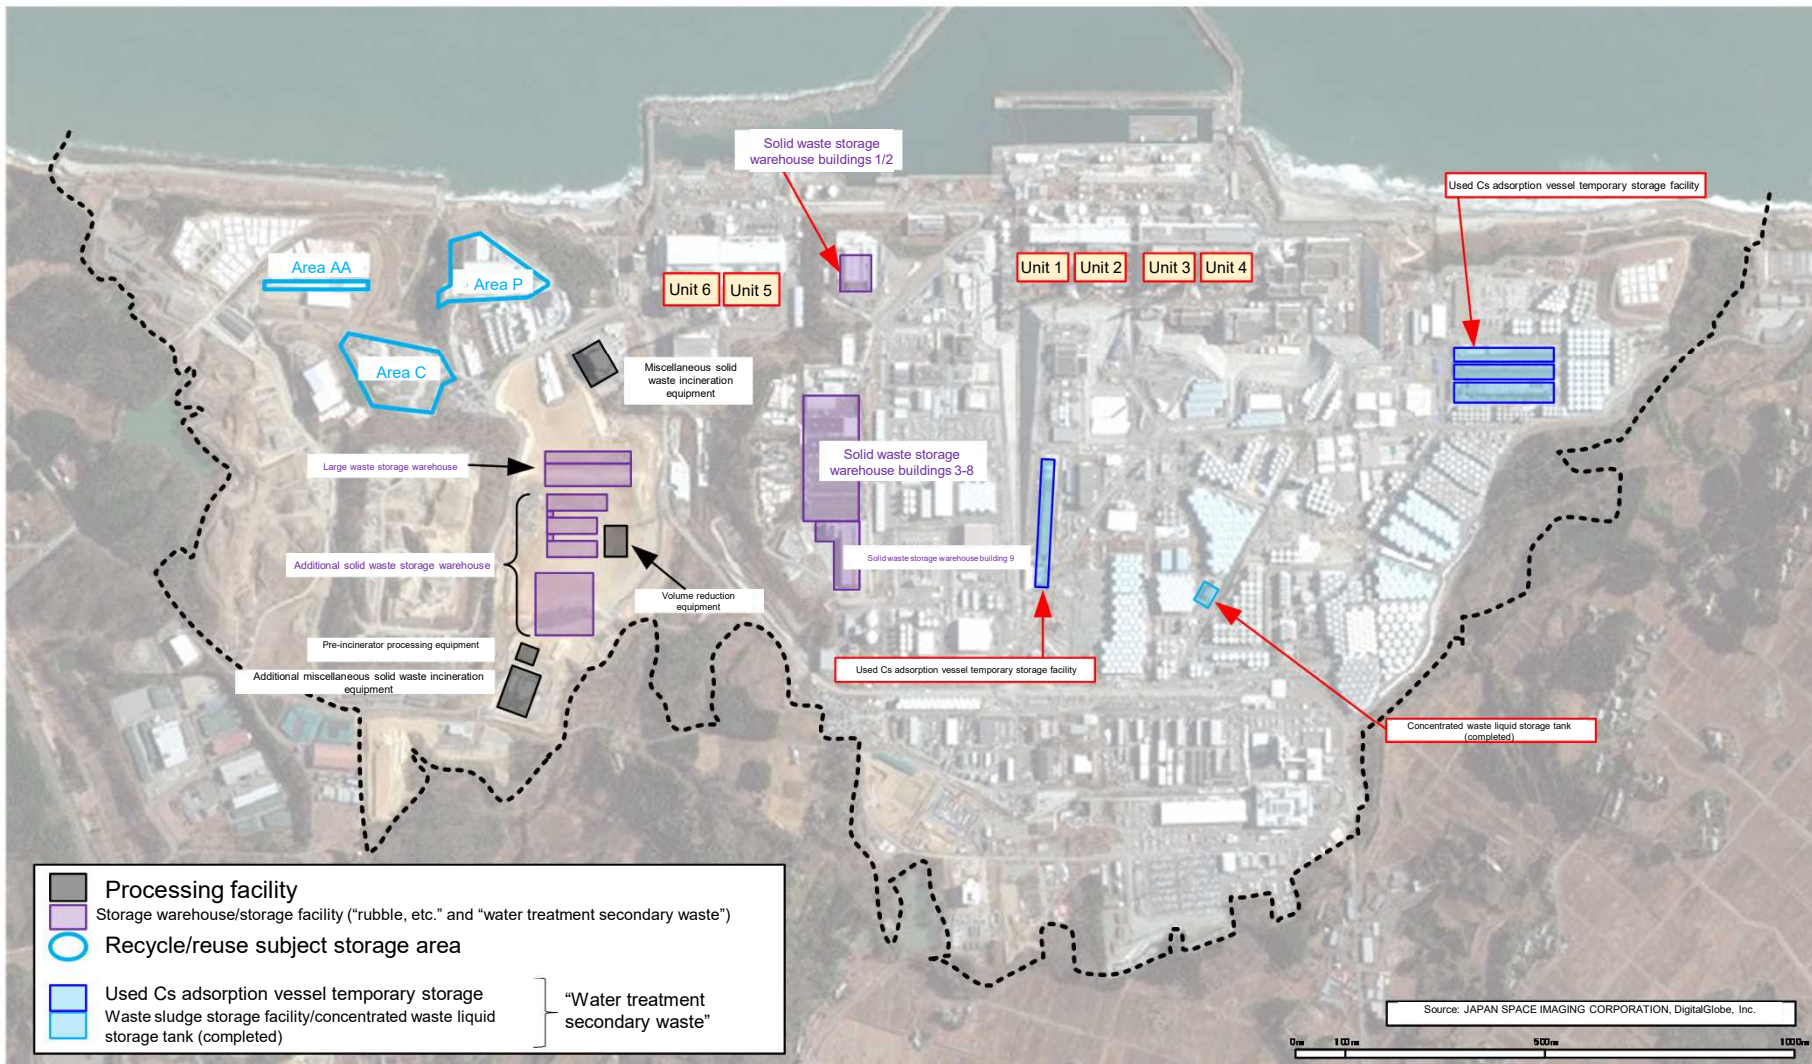 Solid waste storage
warehouse buildings 1/2
Used Cs adsorption vessel temporary storage facility
Area AA
Area P
Unit 6
Unit 5
Unit 1
Unit 2
Unit 3
Unit 4
Area C
Miscellaneous solid
waste incineration
equipment
Large waste storage warehouse
Solid waste storage
warehouse buildings 3-8
Additional solid waste storage warehouse
Solid waste storage warehouse building 9
Volume reduction
equipment
Pre-incinerator processing equipment
Additional miscellaneous solid waste incineration
equipment
Used Cs adsorption vessel temporary storage facility
Concentrated waste liquid storage tank
(completed)
Processing facility
Storage warehouse/storage facility (“rubble, etc.” and “water treatment secondary waste”)
Recycle/reuse subject storage area
Used Cs adsorption vessel temporary storage
Waste sludge storage facility/concentrated waste liquid
storage tank (completed)
“Water treatment
secondary waste”
Source: JAPAN SPACE IMAGING CORPORATION, DigitalGlobe, Inc.
0m 100m 500m 1000m